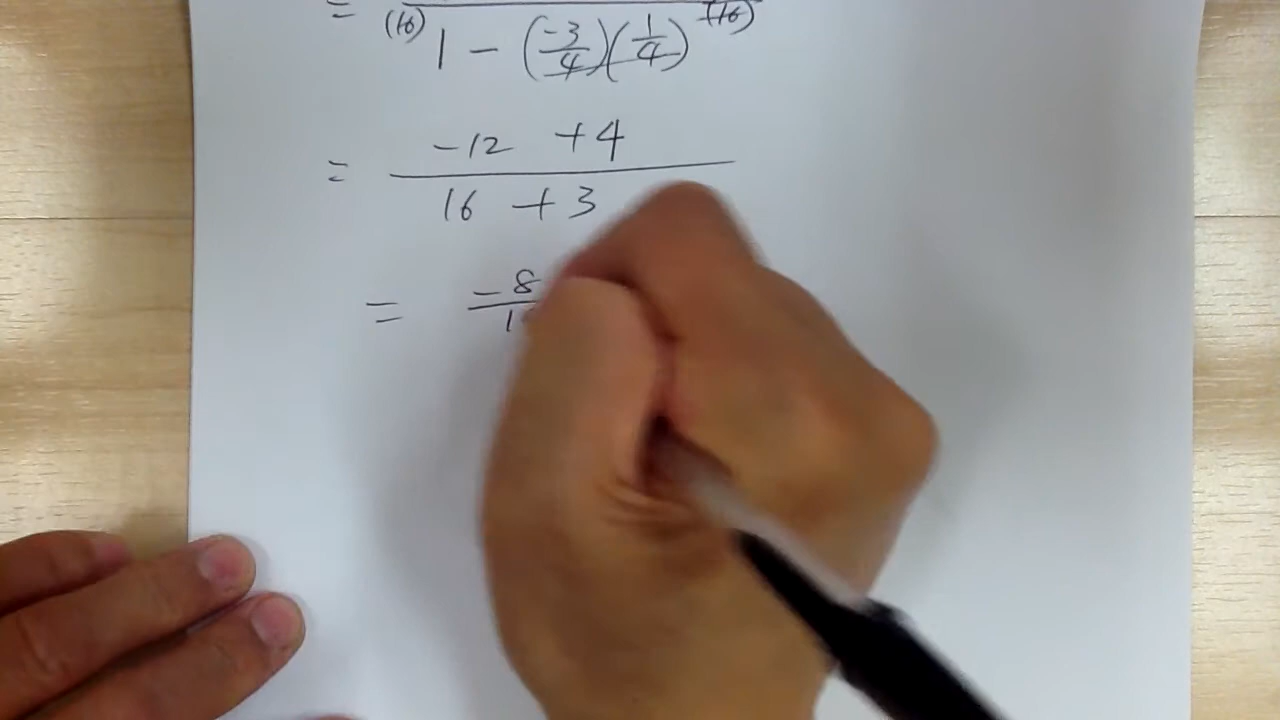 = (16) 1 - (-3/4)(1/4) (16)
= -12 + 4
16 + 3
= -8